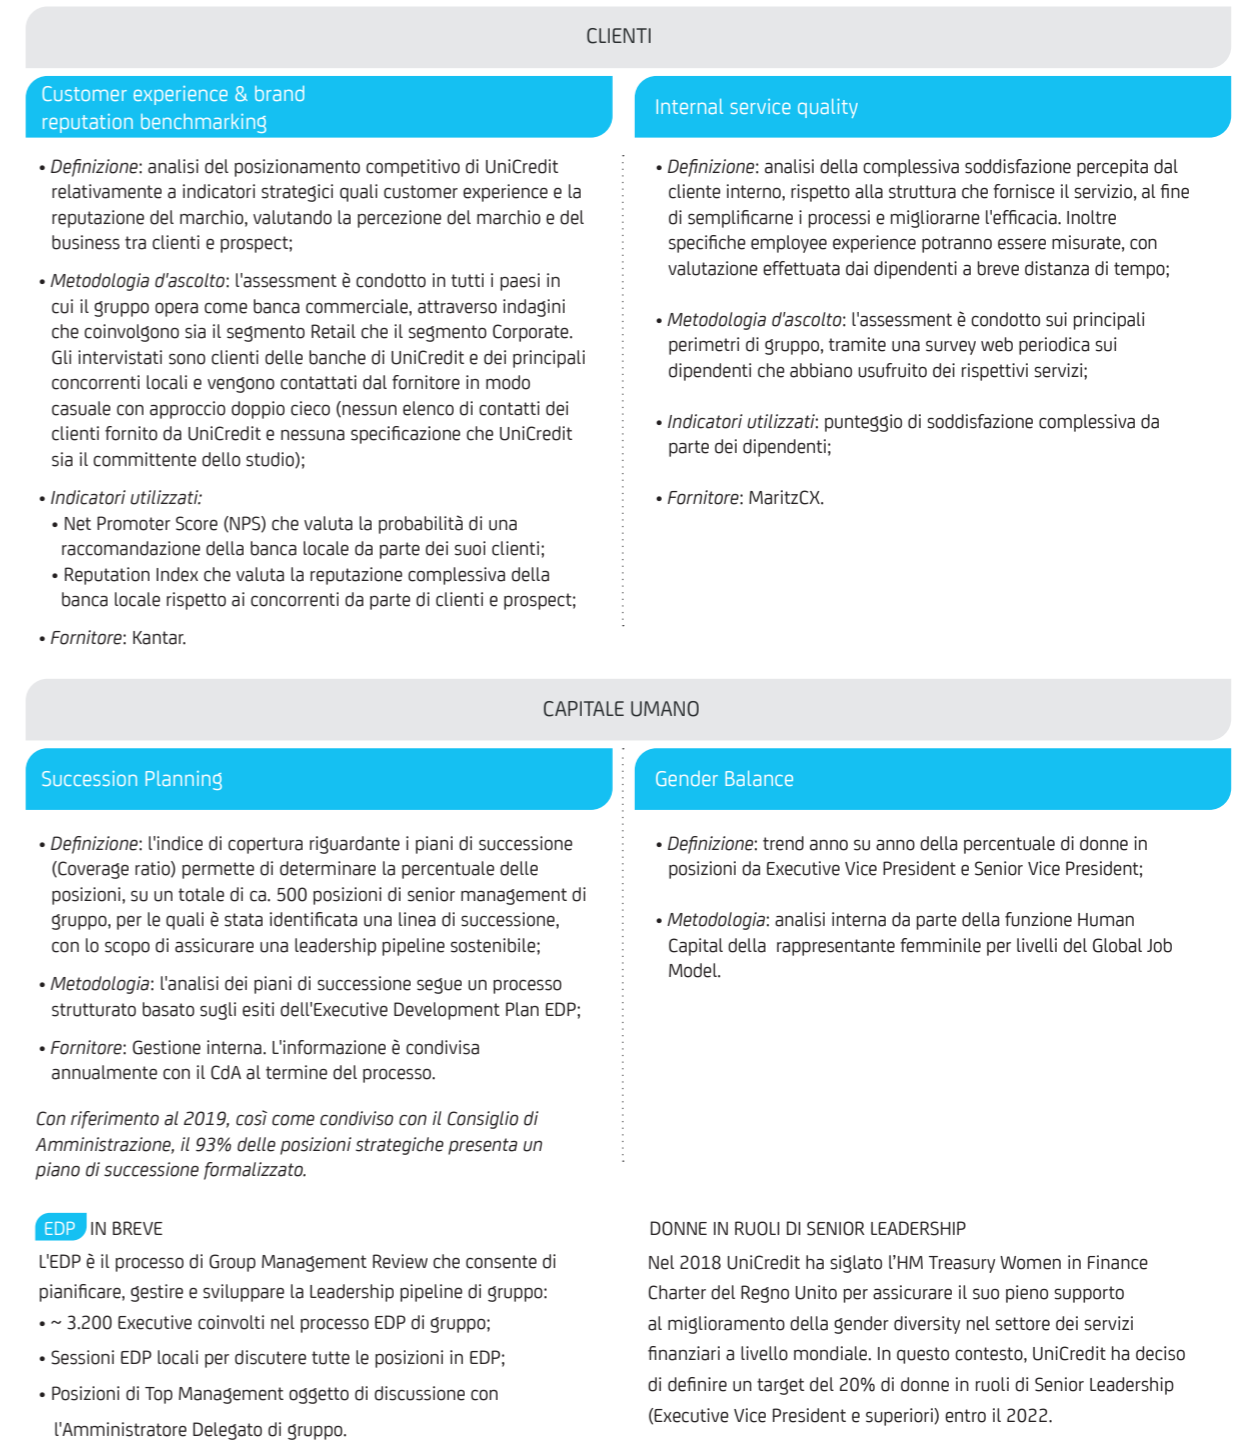 CLIENTI
Customer experience & brand
reputation benchmarking
• Definizione: analisi del posizionamento competitivo di UniCredit
relativamente a indicatori strategici quali customer experience e la
reputazione del marchio, valutando la percezione del marchio e del
business tra clienti e prospect;
• Metodologia d'ascolto: l'assessment è condotto in tutti i paesi in
cui il gruppo opera come banca commerciale, attraverso indagini
che coinvolgono sia il segmento Retail che il segmento Corporate.
Gli intervistati sono clienti delle banche di UniCredit e dei principali
concorrenti locali e vengono contattati dal fornitore in modo
casuale con approccio doppio cieco (nessun elenco di contatti dei
clienti fornito da UniCredit e nessuna specificazione che UniCredit
sia il committente dello studio);
• Indicatori utilizzati:
• Net Promoter Score (NPS) che valuta la probabilità di una
raccomandazione della banca locale da parte dei suoi clienti;
• Reputation Index che valuta la reputazione complessiva della
banca locale rispetto ai concorrenti da parte di clienti e prospect;
• Fornitore: Kantar.
Internal service quality
• Definizione: analisi della complessiva soddisfazione percepita dal
cliente interno, rispetto alla struttura che fornisce il servizio, al fine
di semplificarne i processi e migliorarne l'efficacia. Inoltre
specifiche employee experience potranno essere misurate, con
valutazione effettuata dai dipendenti a breve distanza di tempo;
• Metodologia d'ascolto: l'assessment è condotto sui principali
perimetri di gruppo, tramite una survey web periodica sui
dipendenti che abbiano usufruito dei rispettivi servizi;
• Indicatori utilizzati: punteggio di soddisfazione complessiva da
parte dei dipendenti;
• Fornitore: MaritzCX.
CAPITALE UMANO
Succession Planning
• Definizione: l'indice di copertura riguardante i piani di successione
(Coverage ratio) permette di determinare la percentuale delle
posizioni, su un totale di ca. 500 posizioni di senior management di
gruppo, per le quali è stata identificata una linea di successione,
con lo scopo di assicurare una leadership pipeline sostenibile;
• Metodologia: l'analisi dei piani di successione segue un processo
strutturato basato sugli esiti dell'Executive Development Plan EDP;
• Fornitore: Gestione interna. L'informazione è condivisa
annualmente con il CdA al termine del processo.
Con riferimento al 2019, così come condiviso con il Consiglio di
Amministrazione, il 93% delle posizioni strategiche presenta un
piano di successione formalizzato.
EDP IN BREVE
L'EDP è il processo di Group Management Review che consente di
pianificare, gestire e sviluppare la Leadership pipeline di gruppo:
• ~ 3.200 Executive coinvolti nel processo EDP di gruppo;
• Sessioni EDP locali per discutere tutte le posizioni in EDP;
• Posizioni di Top Management oggetto di discussione con
l'Amministratore Delegato di gruppo.
Gender Balance
• Definizione: trend anno su anno della percentuale di donne in
posizioni da Executive Vice President e Senior Vice President;
• Metodologia: analisi interna da parte della funzione Human
Capital della rappresentante femminile per livelli del Global Job
Model.
DONNE IN RUOLI DI SENIOR LEADERSHIP
Nel 2018 UniCredit ha siglato l'HM Treasury Women in Finance
Charter del Regno Unito per assicurare il suo pieno supporto
al miglioramento della gender diversity nel settore dei servizi
finanziari a livello mondiale. In questo contesto, UniCredit ha deciso
di definire un target del 20% di donne in ruoli di Senior Leadership
(Executive Vice President e superiori) entro il 2022.